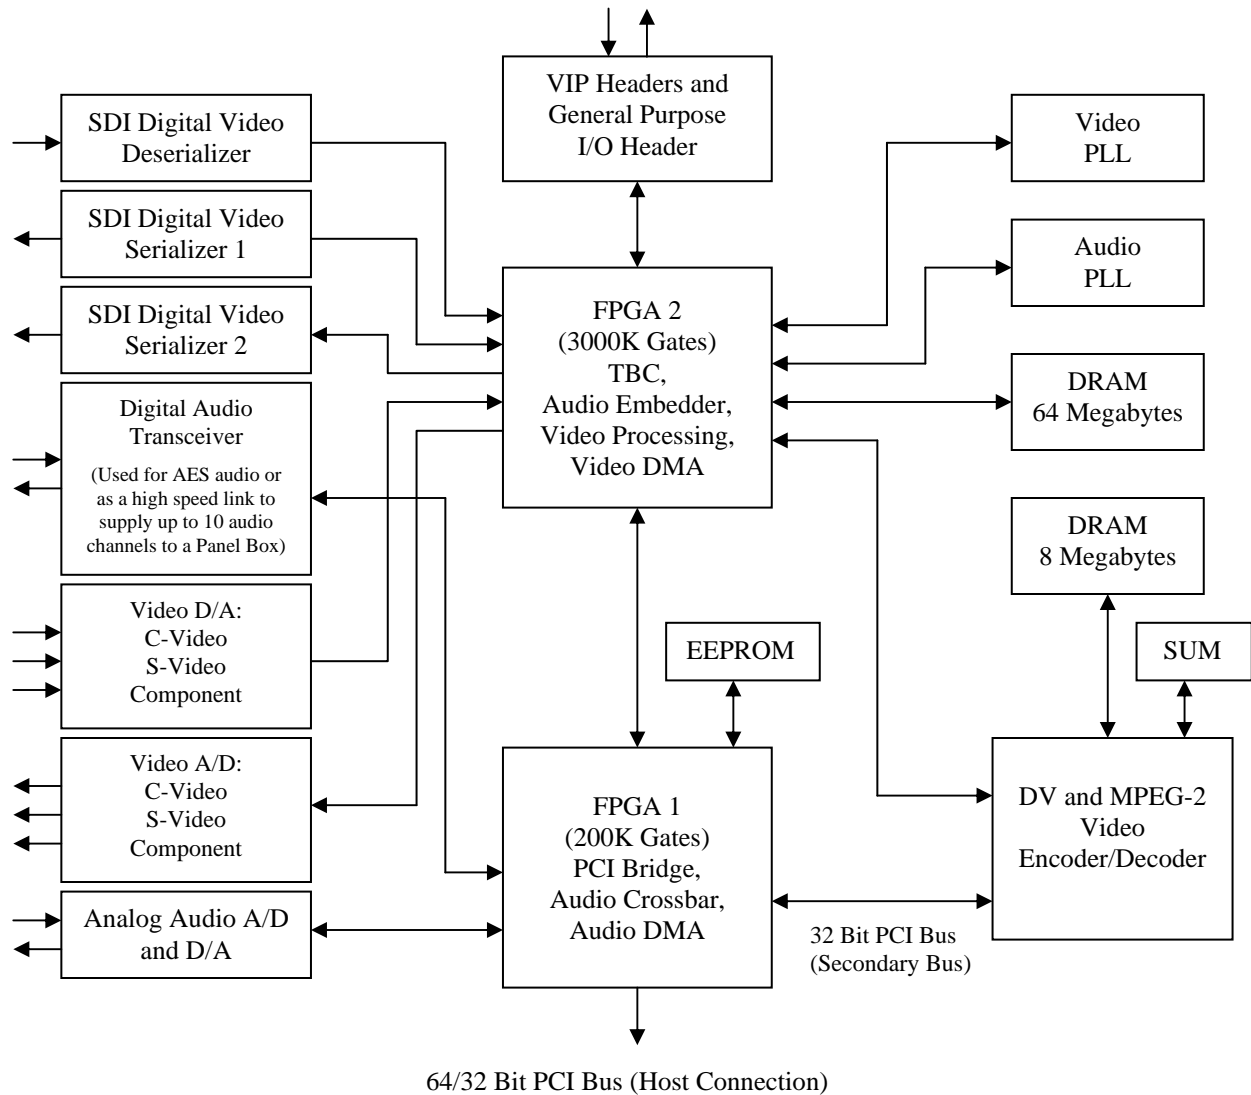 VIP Headers and
General Purpose
I/O Header
SDI Digital Video
Deserializer
SDI Digital Video
Serializer 1
SDI Digital Video
Serializer 2
Digital Audio
Transceiver
(Used for AES audio or
as a high speed link to
supply up to 10 audio
channels to a Panel Box)
Video D/A:
C-Video
S-Video
Component
Video A/D:
C-Video
S-Video
Component
Analog Audio A/D
and D/A
FPGA 2
(3000K Gates)
TBC,
Audio Embedder,
Video Processing,
Video DMA
EEPROM
FPGA 1
(200K Gates)
PCI Bridge,
Audio Crossbar,
Audio DMA
Video
PLL
Audio
PLL
DRAM
64 Megabytes
DRAM
8 Megabytes
SUM
DV and MPEG-2
Video
Encoder/Decoder
32 Bit PCI Bus
(Secondary Bus)
64/32 Bit PCI Bus (Host Connection)